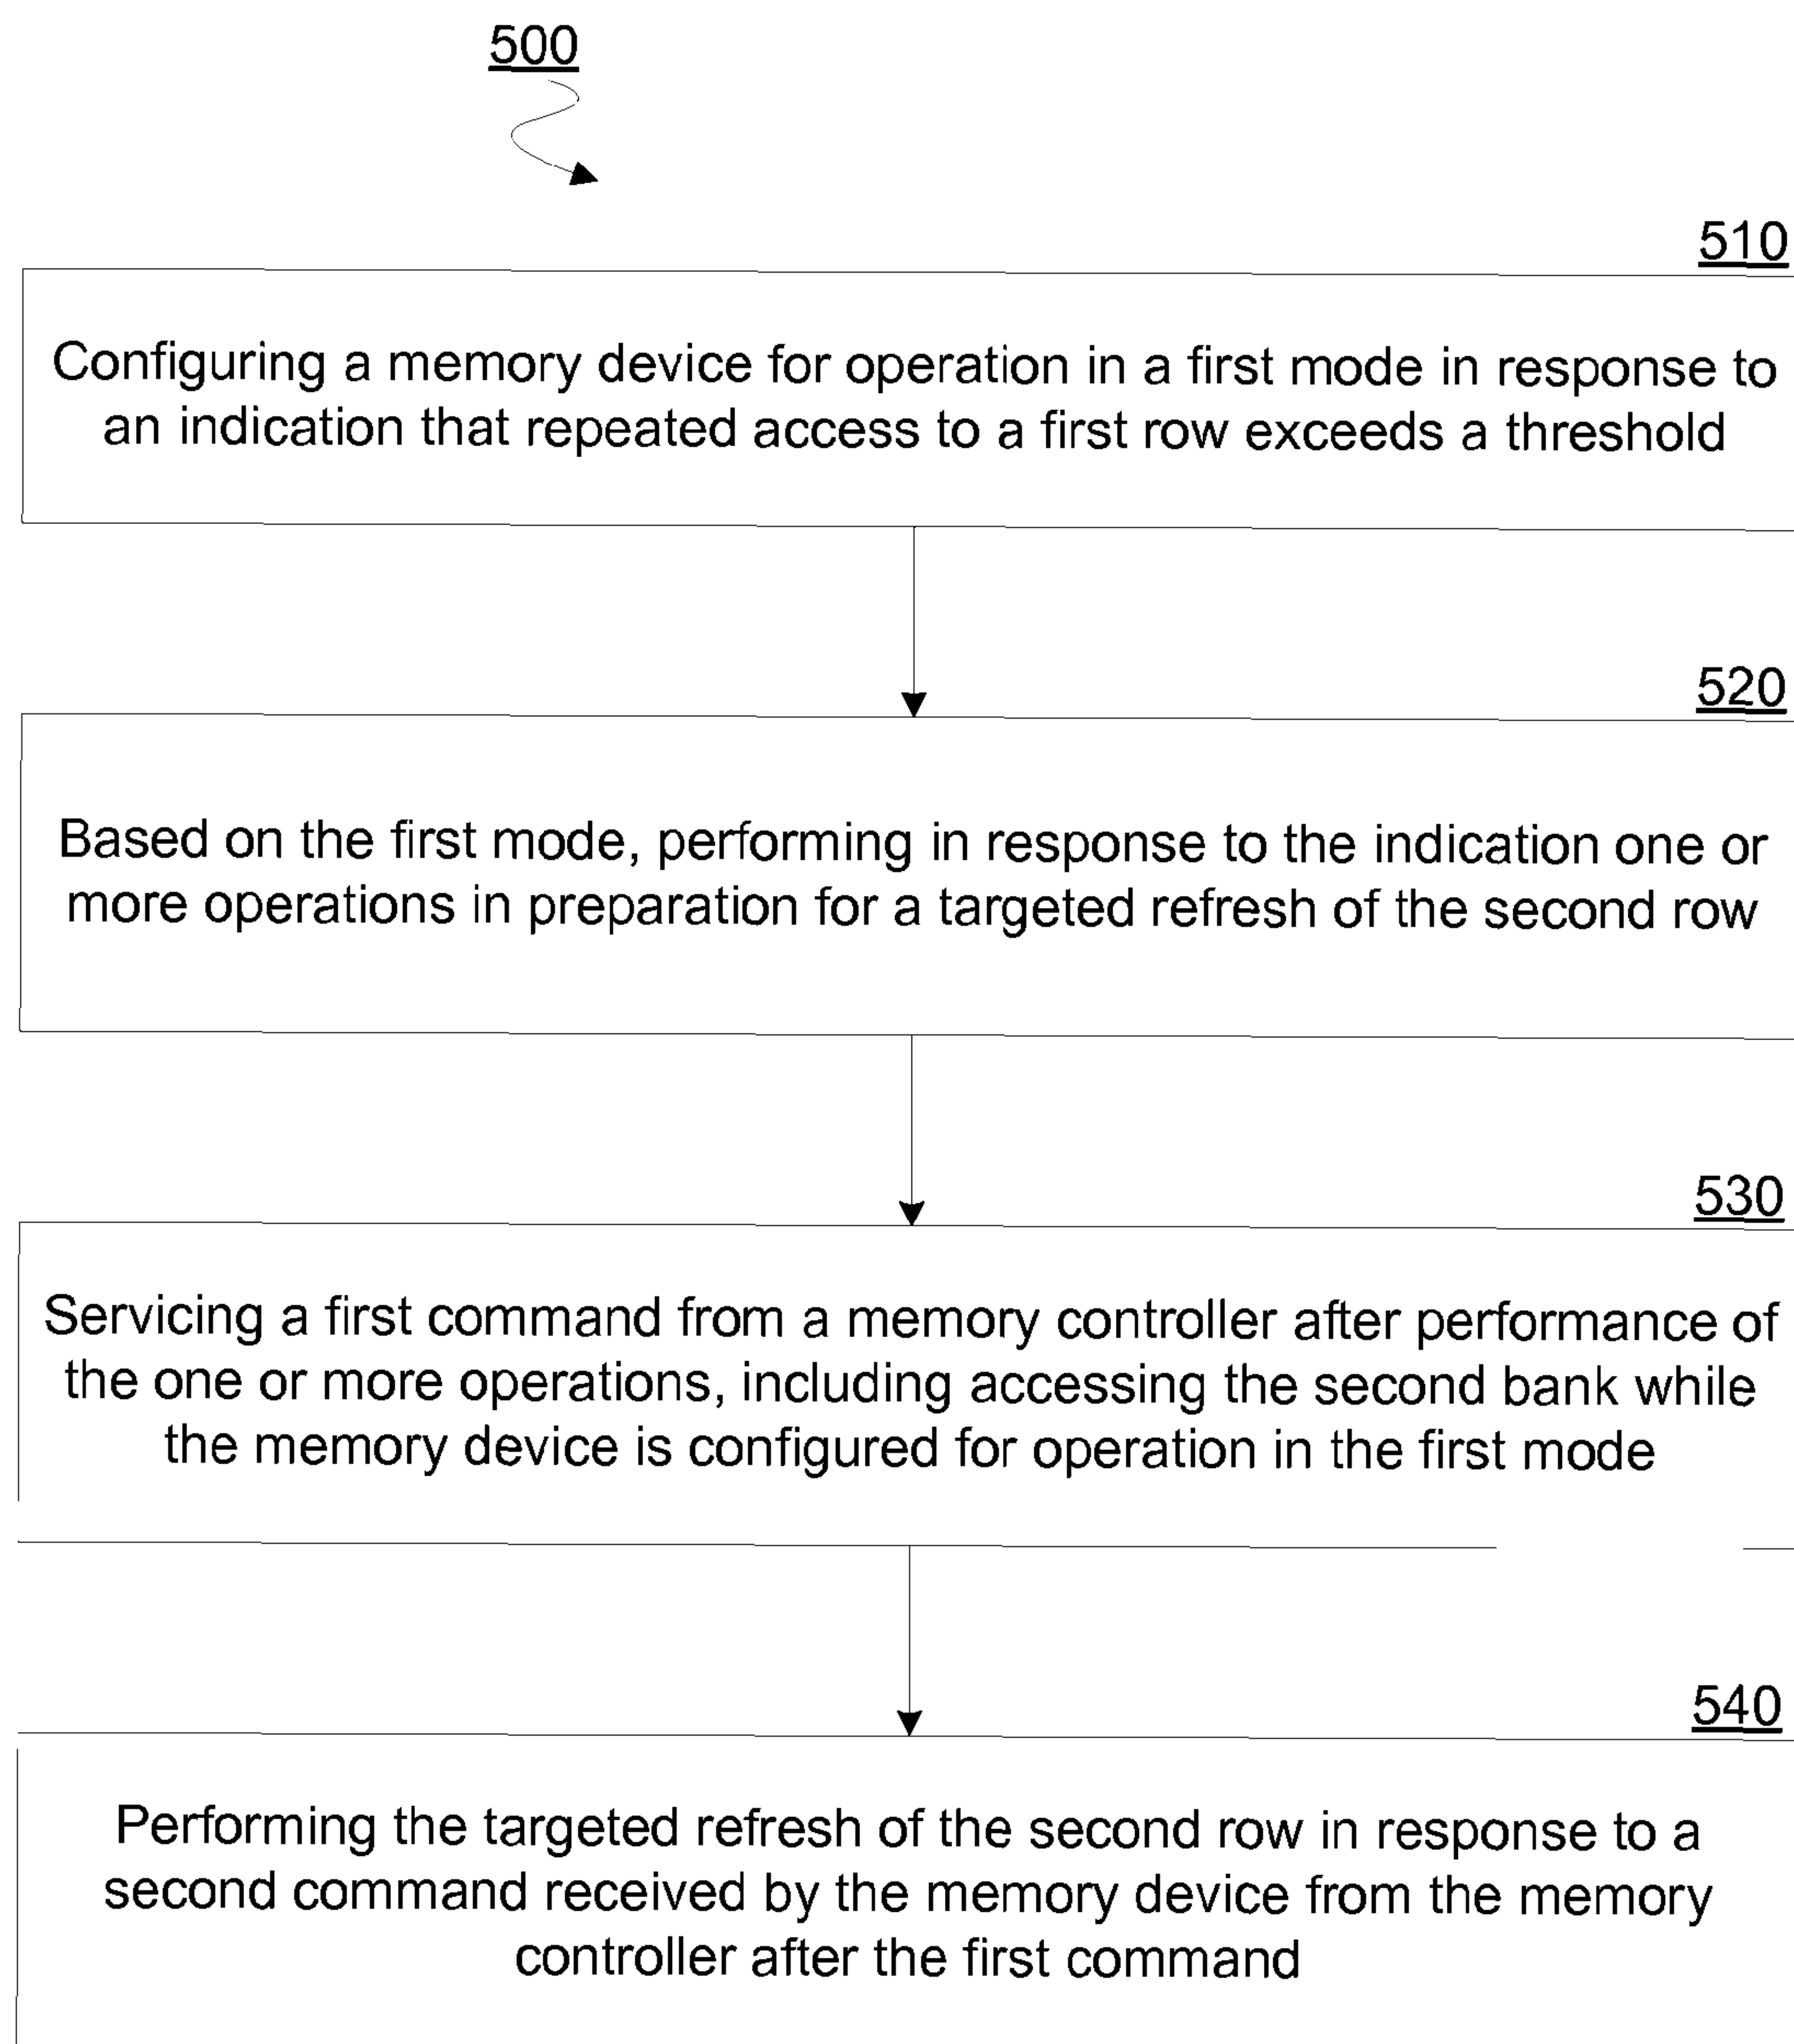 500
510
Configuring a memory device for operation in a first mode in response to
an indication that repeated access to a first row exceeds a threshold
520
Based on the first mode, performing in response to the indication one or
more operations in preparation for a targeted refresh of the second row
530
Servicing a first command from a memory controller after performance of
the one or more operations, including accessing the second bank while
the memory device is configured for operation in the first mode
540
Performing the targeted refresh of the second row in response to a
second command received by the memory device from the memory
controller after the first command